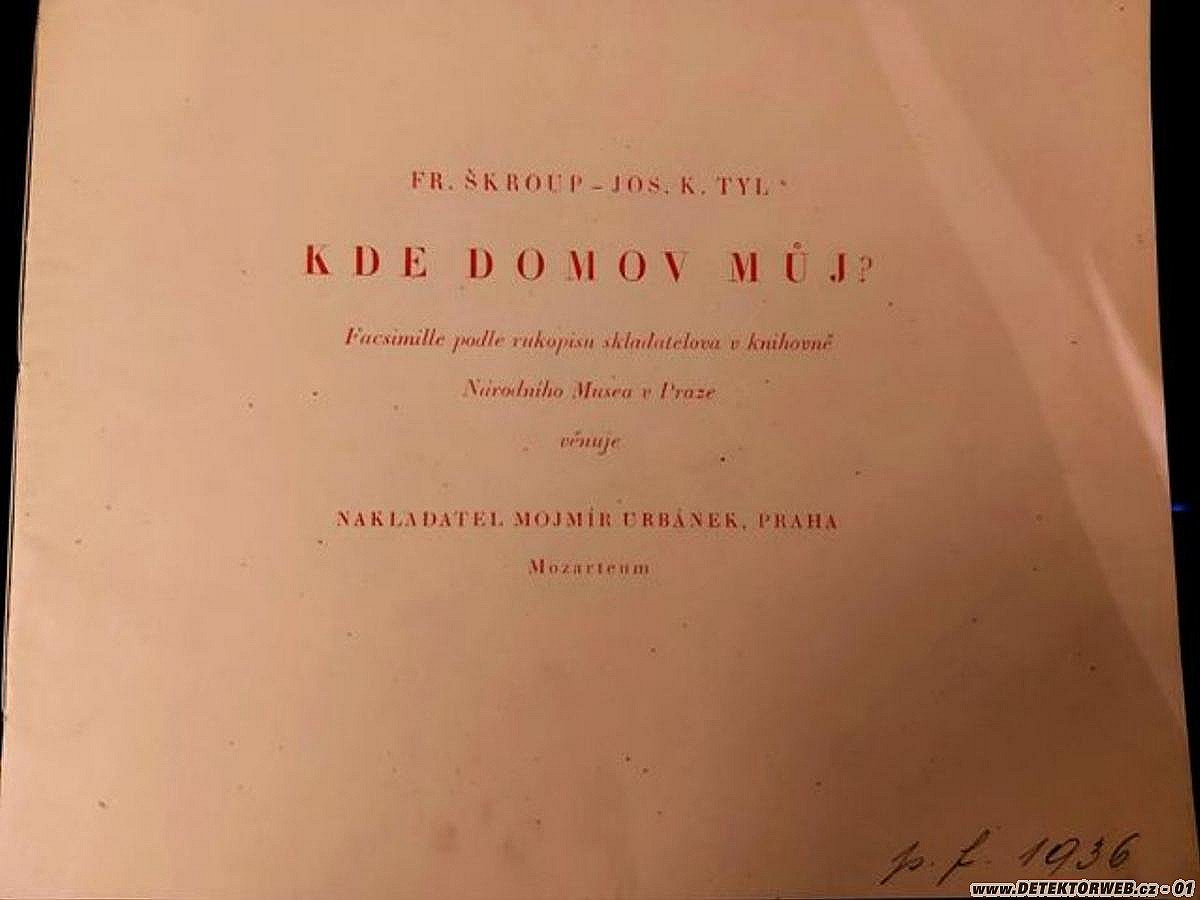 FR. ŠKROUP – JOS. K. TYL
KDE DOMOV MŮJ?
Facsimille podle rukopisu skladatelova v knihovně
Národního Musea v Praze
věnuje
NAKLADATEL MOJMÍR URBÁNEK, PRAHA
Mozarteum
p. f. 1936
www.DETEKTORWEB.cz - 01